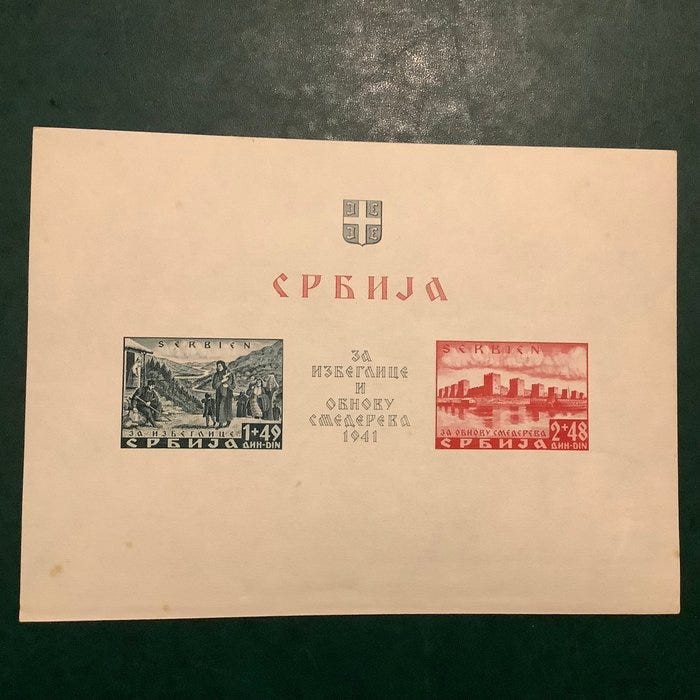 СРБИЈА
SERBIEN
ЗА ИЗБЕГЛИЦЕ
1+49
СРБИЈА
ДИН-DIN
ЗА
ИЗБЕГЛИЦЕ
И
ОБНОВУ
СМЕДЕРЕВА
1941
SERBIEN
ЗА ОБНОВУ СМЕДЕРЕВА
2+48
СРБИЈА
ДИН-DIN